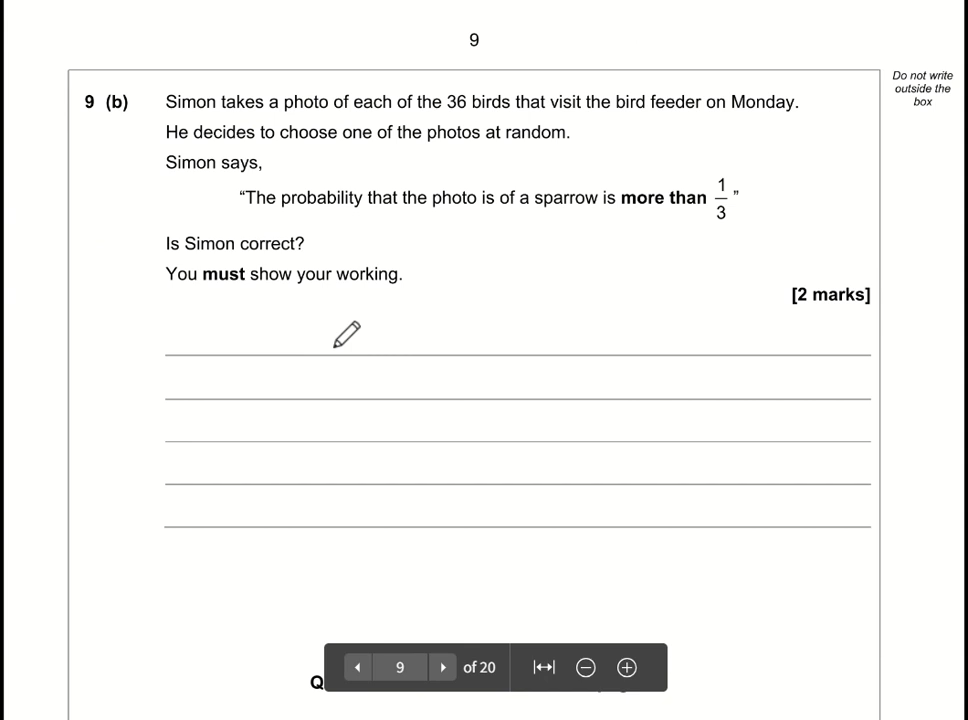 9
Do not write
outside the
box
9 (b) Simon takes a photo of each of the 36 birds that visit the bird feeder on Monday.
He decides to choose one of the photos at random.
Simon says,
“The probability that the photo is of a sparrow is more than 1/3 ”
Is Simon correct?
You must show your working.
[2 marks]
9 of 20